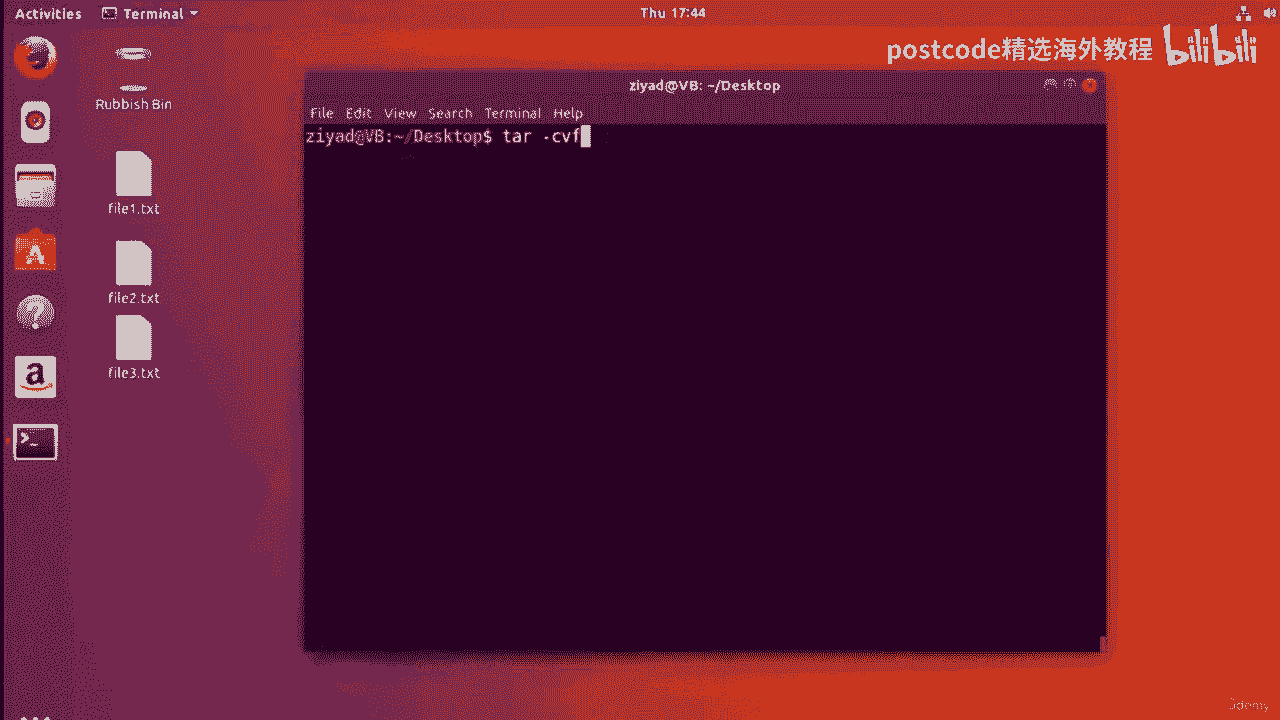 Activities
Terminal
Thu 17:44
postcode精选海外教程 bilibili
Rubbish Bin
ziyad@VB: ~/Desktop
File Edit View Search Terminal Help
ziyad@VB:~/Desktop$ tar -cvf
file1.txt
file2.txt
file3.txt
udemy